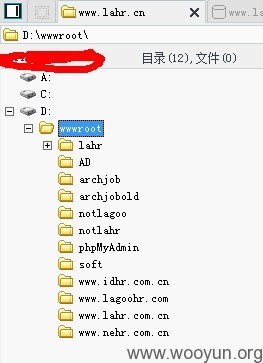 www.lahr.cn
www.la
D:\wwwroot\
目录(12),文件(0)
A:
C:
D:
wwwroot
lahr
AD
archjob
archjobold
notlagoo
notlahr
phpMyAdmin
soft
www.idhr.com.cn
www.lagoohr.com
www.lahr.com.cn
www.nehr.com.cn
www.wooyun.org